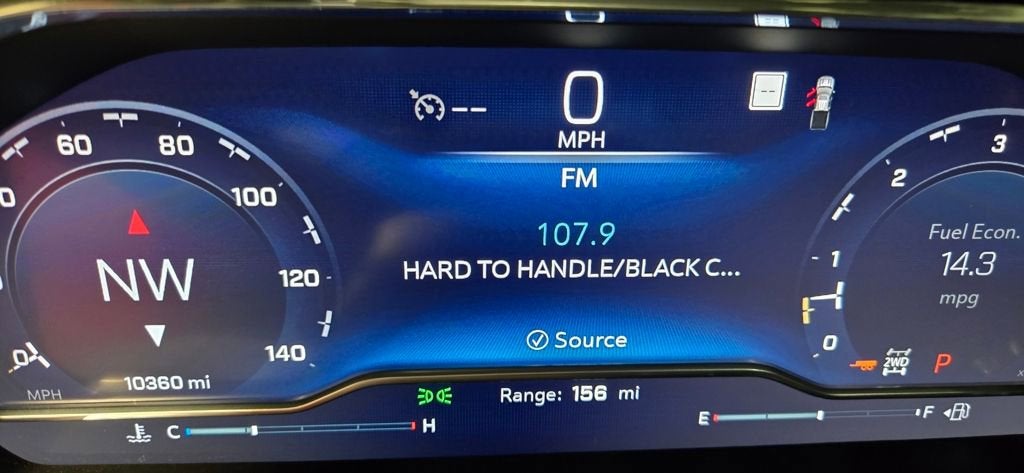 0
MPH
FM
107.9
HARD TO HANDLE/BLACK C...
Source
60
80
100
120
140
0
NW
MPH
10360 mi
3
2
1
0
Fuel Econ.
14.3
mpg
2WD
P
Range: 156 mi
C
H
E
F